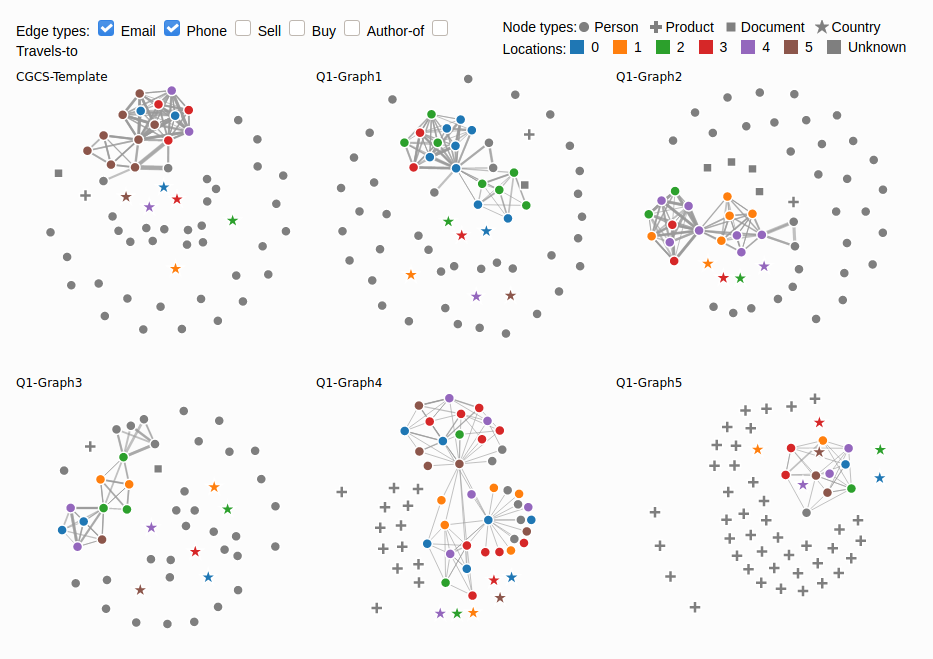 Edge types: Email Phone Sell Buy Author-of
Travels-to
Node types: Person Product Document Country
Locations: 0 1 2 3 4 5 Unknown
CGCS-Template Q1-Graph1 Q1-Graph2
Q1-Graph3 Q1-Graph4 Q1-Graph5